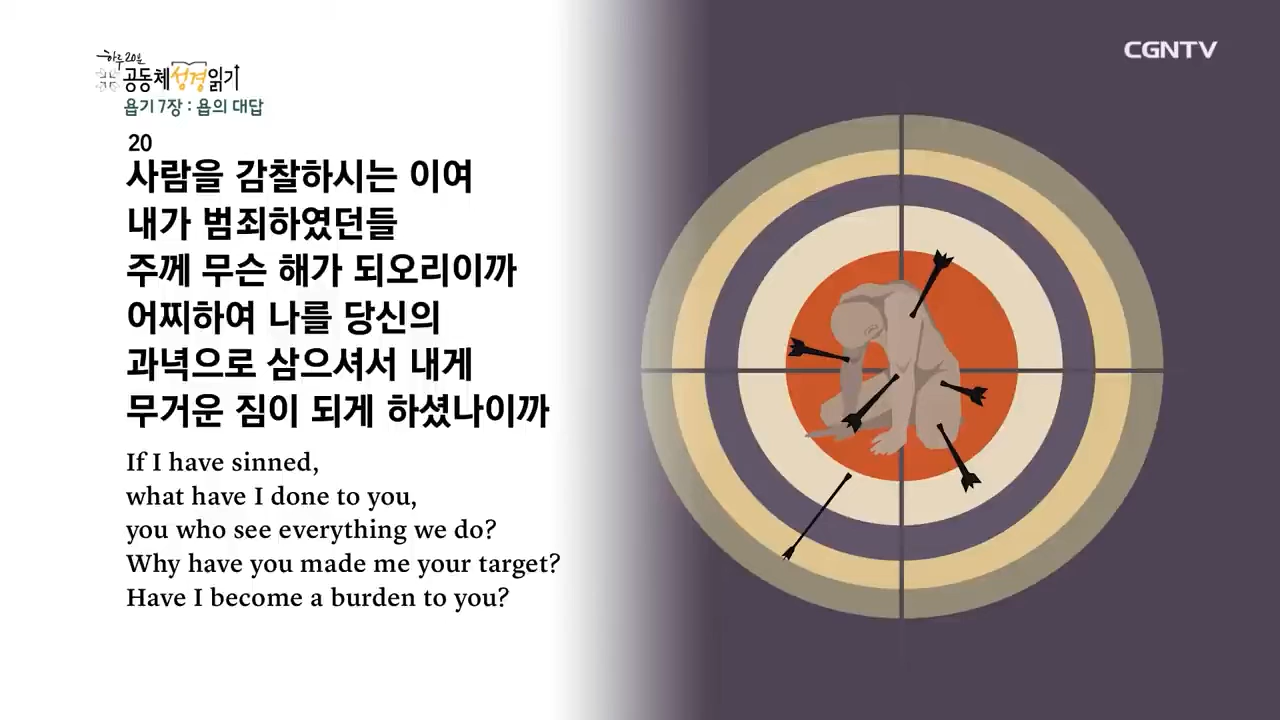 하루 20분
공동체성경읽기
욥기 7장 : 욥의 대답
CGNTV
20
사람을 감찰하시는 이여
내가 범죄하였던들
주께 무슨 해가 되오리이까
어찌하여 나를 당신의
과녁으로 삼으셔서 내게
무거운 짐이 되게 하셨나이까
If I have sinned,
what have I done to you,
you who see everything we do?
Why have you made me your target?
Have I become a burden to you?